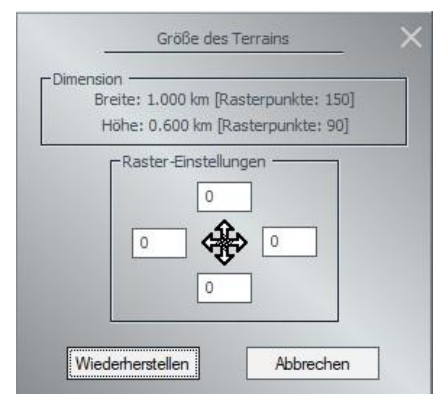 Größe des Terrains
Dimension
Breite: 1.000 km [Rasterpunkte: 150]
Höhe: 0.600 km [Rasterpunkte: 90]
Raster-Einstellungen
0
0 0
0
Wiederherstellen Abbrechen